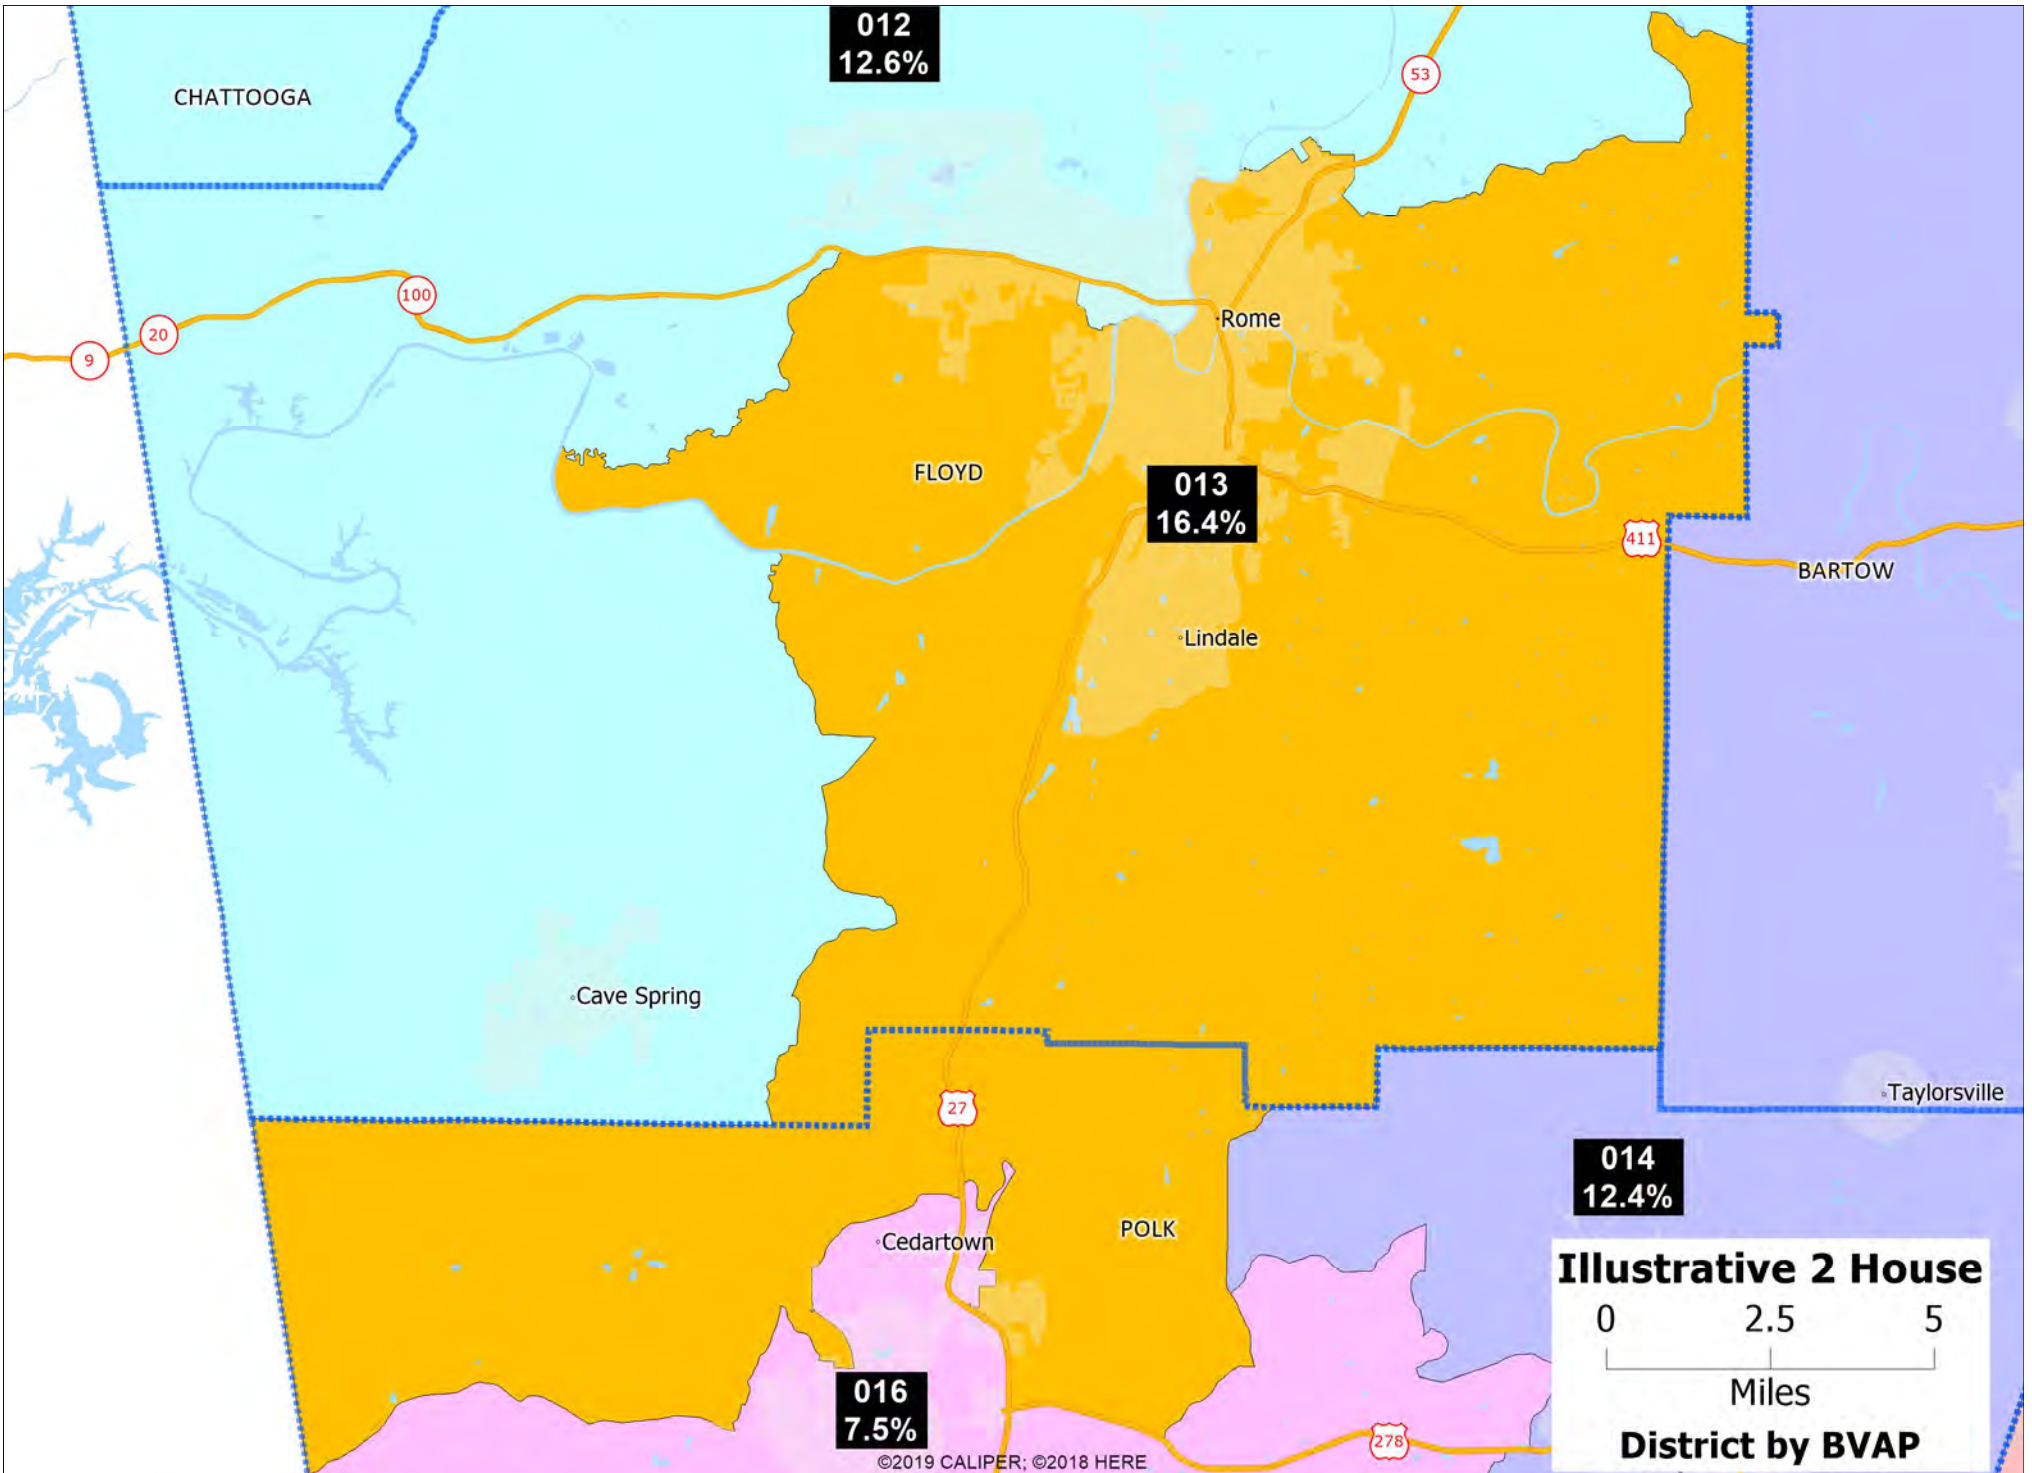 012
12.6%
53
CHATTOOGA
100
20
9
Rome
FLOYD
013
16.4%
411
BARTOW
Lindale
Cave Spring
27
Taylorsville
014
12.4%
POLK
Cedartown
Illustrative 2 House
0 2.5 5
Miles
District by BVAP
016
7.5%
278
©2019 CALIPER; ©2018 HERE